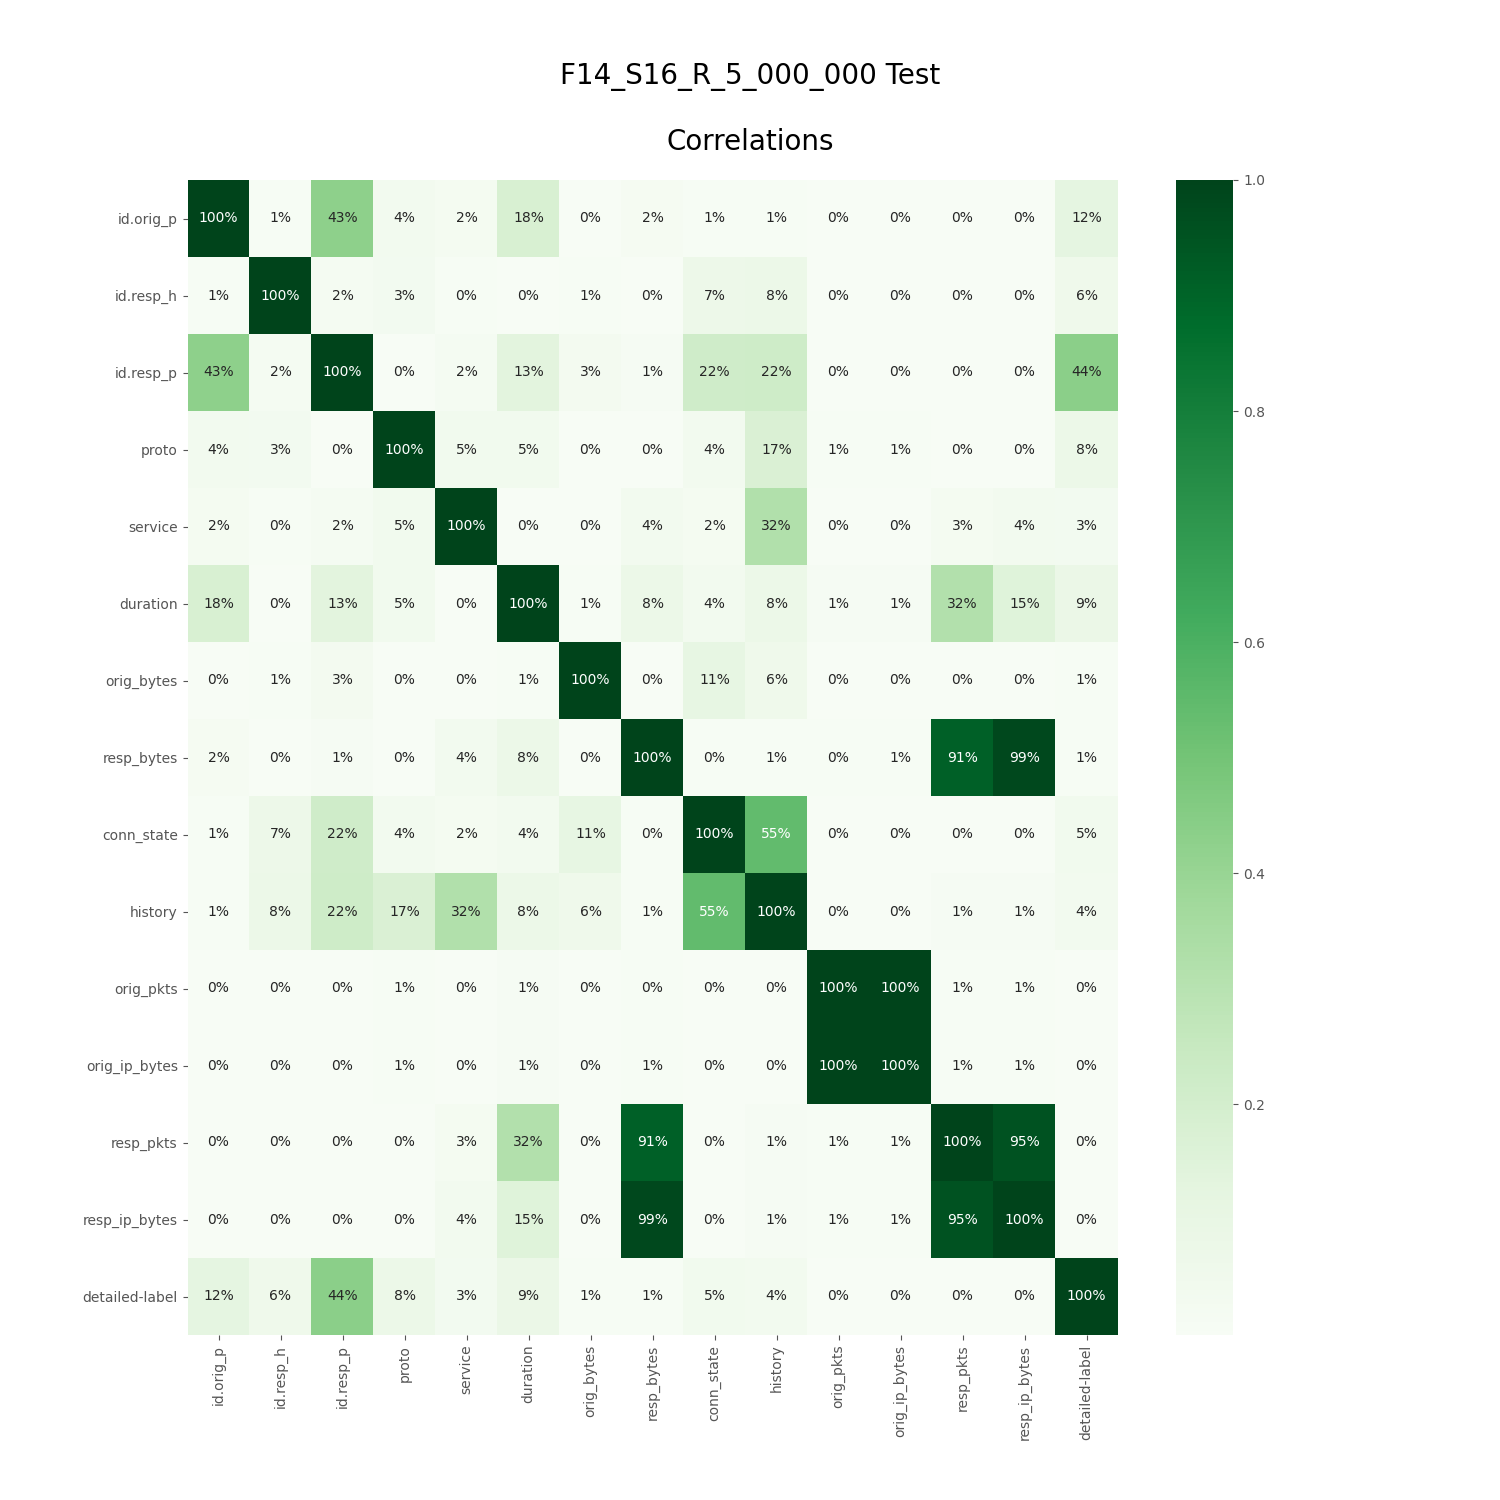 F14_S16_R_5_000_000 Test
Correlations
id.orig_p 100% 1% 43% 4% 2% 18% 0% 2% 1% 1% 0% 0% 0% 0% 12%
id.resp_h 1% 100% 2% 3% 0% 0% 1% 0% 7% 8% 0% 0% 0% 0% 6%
id.resp_p 43% 2% 100% 0% 2% 13% 3% 1% 22% 22% 0% 0% 0% 0% 44%
proto 4% 3% 0% 100% 5% 5% 0% 0% 4% 17% 1% 1% 0% 0% 8%
service 2% 0% 2% 5% 100% 0% 0% 4% 2% 32% 0% 0% 3% 4% 3%
duration 18% 0% 13% 5% 0% 100% 1% 8% 4% 8% 1% 1% 32% 15% 9%
orig_bytes 0% 1% 3% 0% 0% 1% 100% 0% 11% 6% 0% 0% 0% 0% 1%
resp_bytes 2% 0% 1% 0% 4% 8% 0% 100% 0% 1% 0% 1% 91% 99% 1%
conn_state 1% 7% 22% 4% 2% 4% 11% 0% 100% 55% 0% 0% 0% 0% 5%
history 1% 8% 22% 17% 32% 8% 6% 1% 55% 100% 0% 0% 1% 1% 4%
orig_pkts 0% 0% 0% 1% 0% 1% 0% 0% 0% 0% 100% 100% 1% 1% 0%
orig_ip_bytes 0% 0% 0% 1% 0% 1% 0% 1% 0% 0% 100% 100% 1% 1% 0%
resp_pkts 0% 0% 0% 0% 3% 32% 0% 91% 0% 1% 1% 1% 100% 95% 0%
resp_ip_bytes 0% 0% 0% 0% 4% 15% 0% 99% 0% 1% 1% 1% 95% 100% 0%
detailed-label 12% 6% 44% 8% 3% 9% 1% 1% 5% 4% 0% 0% 0% 0% 100%
id.orig_p id.resp_h id.resp_p proto service duration orig_bytes resp_bytes conn_state history orig_pkts orig_ip_bytes resp_pkts resp_ip_bytes detailed-label
1.0
0.8
0.6
0.4
0.2